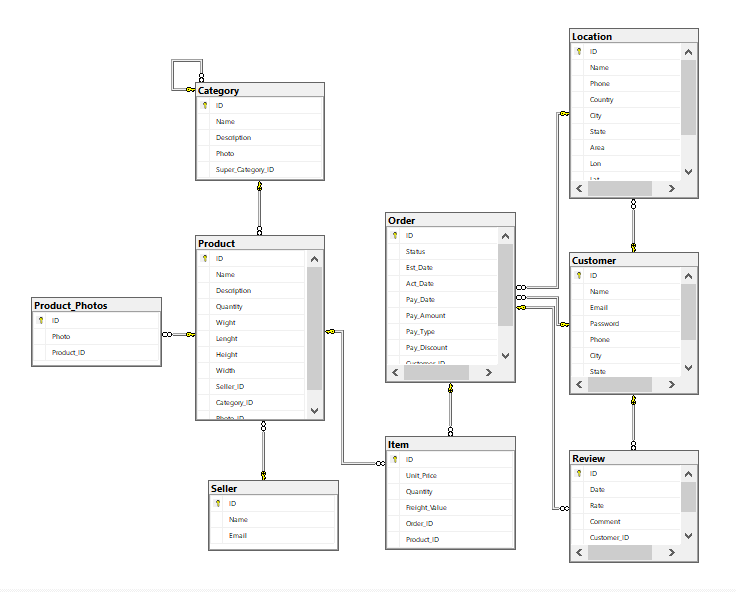 Location
ID
Name
Phone
Country
City
State
Area
Lon
Lat
Category
ID
Name
Description
Photo
Super_Category_ID
Order
ID
Status
Est_Date
Act_Date
Pay_Date
Pay_Amount
Pay_Type
Pay_Discount
Customer_ID
Product
ID
Name
Description
Quantity
Wight
Lenght
Height
Width
Seller_ID
Category_ID
Photo_ID
Customer
ID
Name
Email
Password
Phone
City
State
Product_Photos
ID
Photo
Product_ID
Item
ID
Unit_Price
Quantity
Freight_Value
Order_ID
Product_ID
Review
ID
Date
Rate
Comment
Customer_ID
Seller
ID
Name
Email